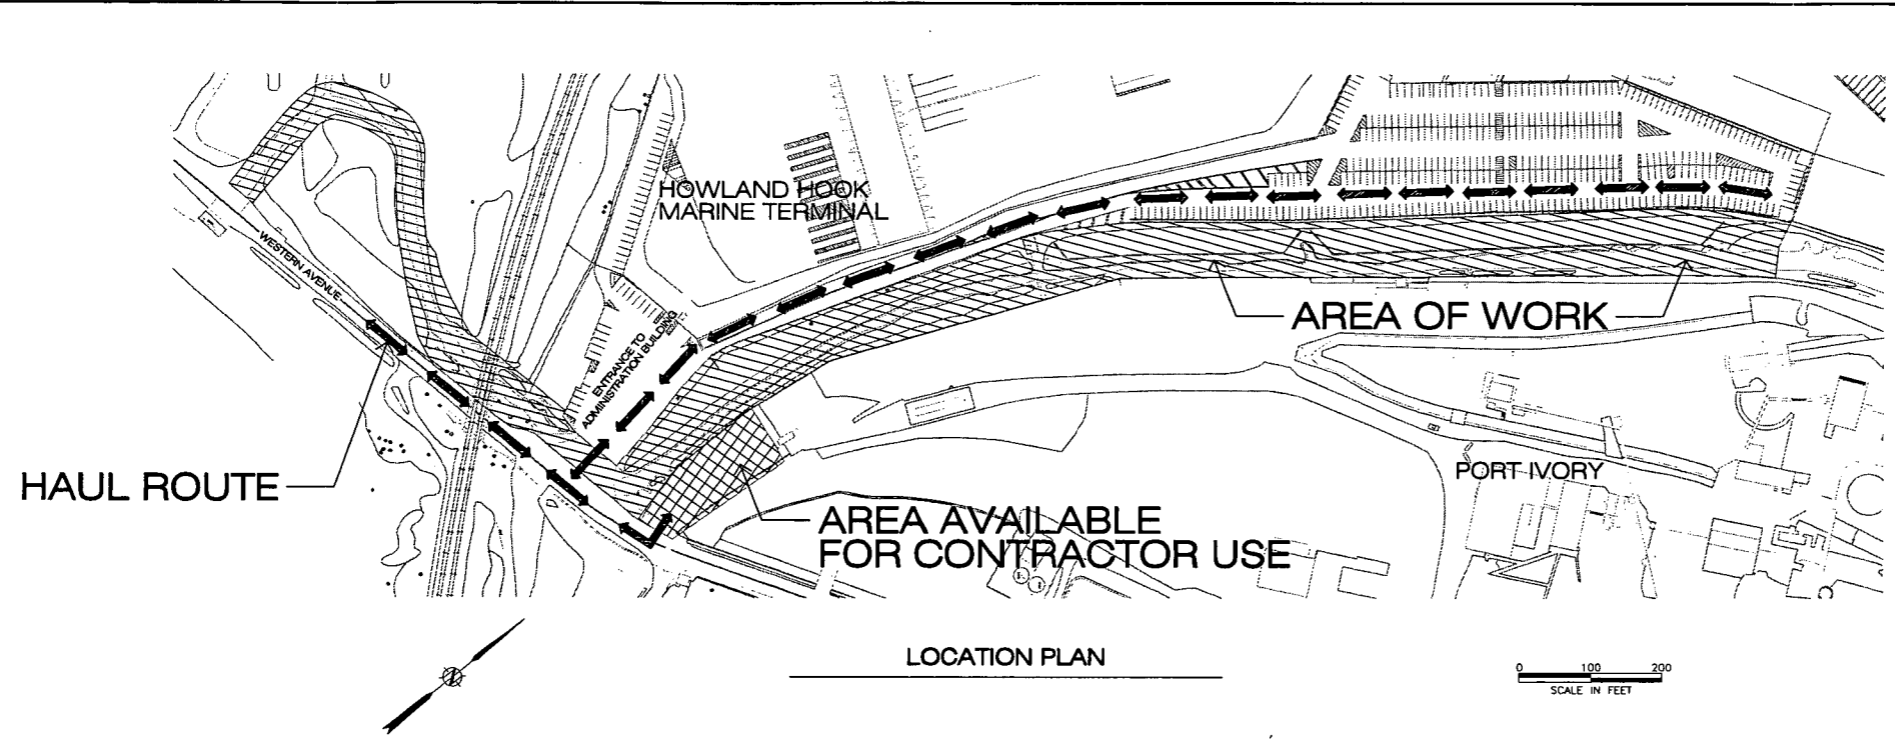 HOWLAND HOOK
MARINE TERMINAL
WESTERN AVENUE
ENTRANCE TO
ADMINISTRATION BUILDING
AREA OF WORK
HAUL ROUTE
PORT IVORY
AREA AVAILABLE
FOR CONTRACTOR USE
LOCATION PLAN
0 100 200
SCALE IN FEET